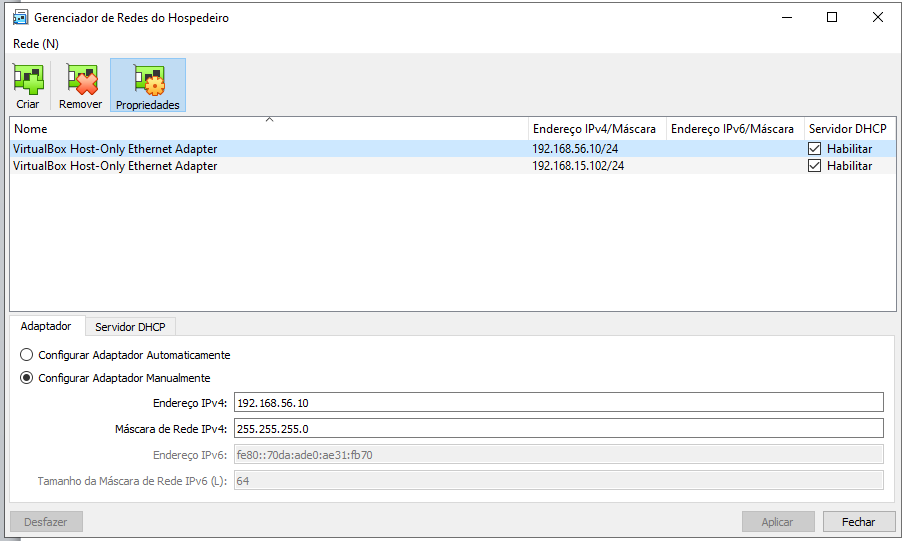 Gerenciador de Redes do Hospedeiro
Rede (N)
Criar Remover Propriedades
Nome Endereço IPv4/Máscara Endereço IPv6/Máscara Servidor DHCP
VirtualBox Host-Only Ethernet Adapter 192.168.56.10/24 Habilitar
VirtualBox Host-Only Ethernet Adapter 192.168.15.102/24 Habilitar
Adaptador Servidor DHCP
Configurar Adaptador Automaticamente
Configurar Adaptador Manualmente
Endereço IPv4: 192.168.56.10
Máscara de Rede IPv4: 255.255.255.0
Endereço IPv6: fe80::70da:ade0:ae31:fb70
Tamanho da Máscara de Rede IPv6 (L): 64
Desfazer Aplicar Fechar